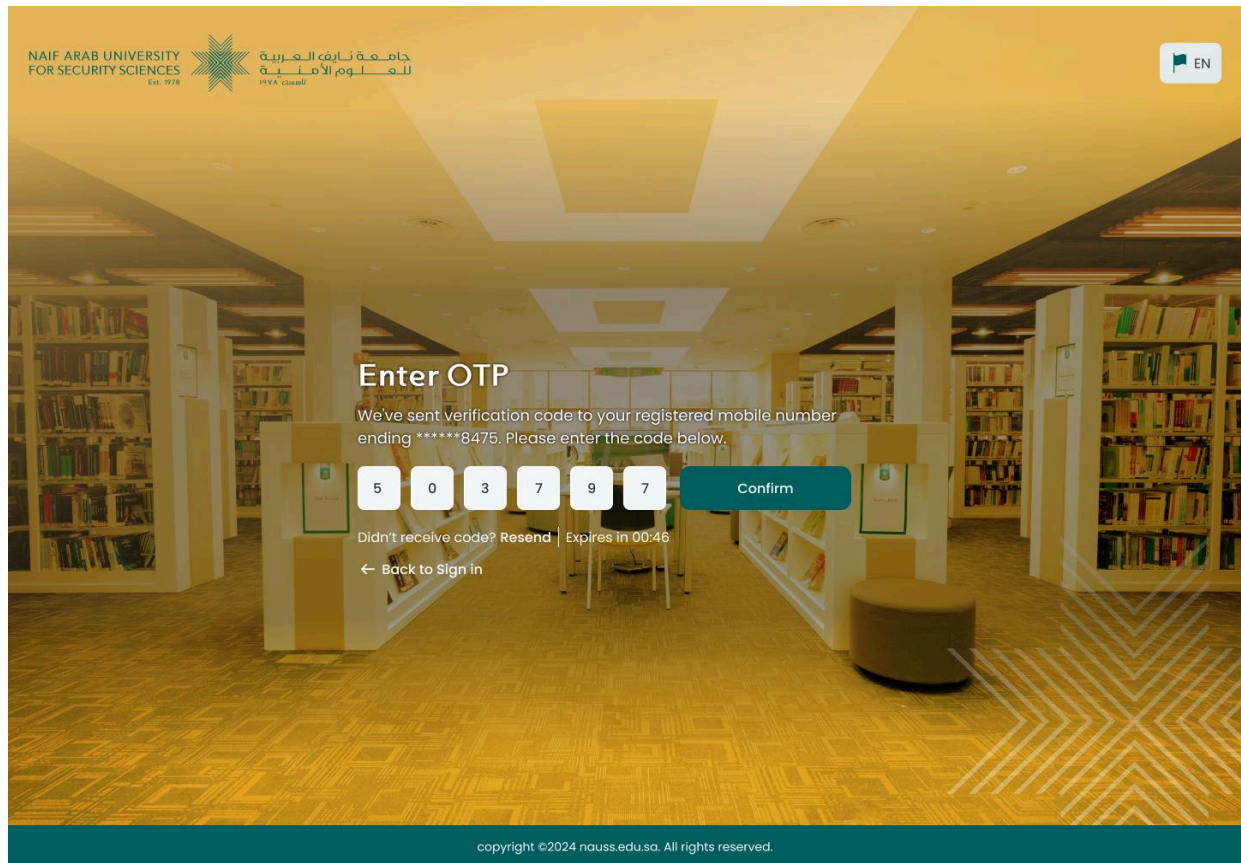 NAIF ARAB UNIVERSITY
FOR SECURITY SCIENCES
Est. 1978
جامعة نايف العربية
للعلوم الأمنية
تأسست ١٩٧٨
EN
Enter OTP
We've sent verification code to your registered mobile number
ending ******8475. Please enter the code below.
5 0 3 7 9 7 Confirm
Didn't receive code? Resend | Expires in 00:46
← Back to Sign in
copyright ©2024 nauss.edu.sa. All rights reserved.